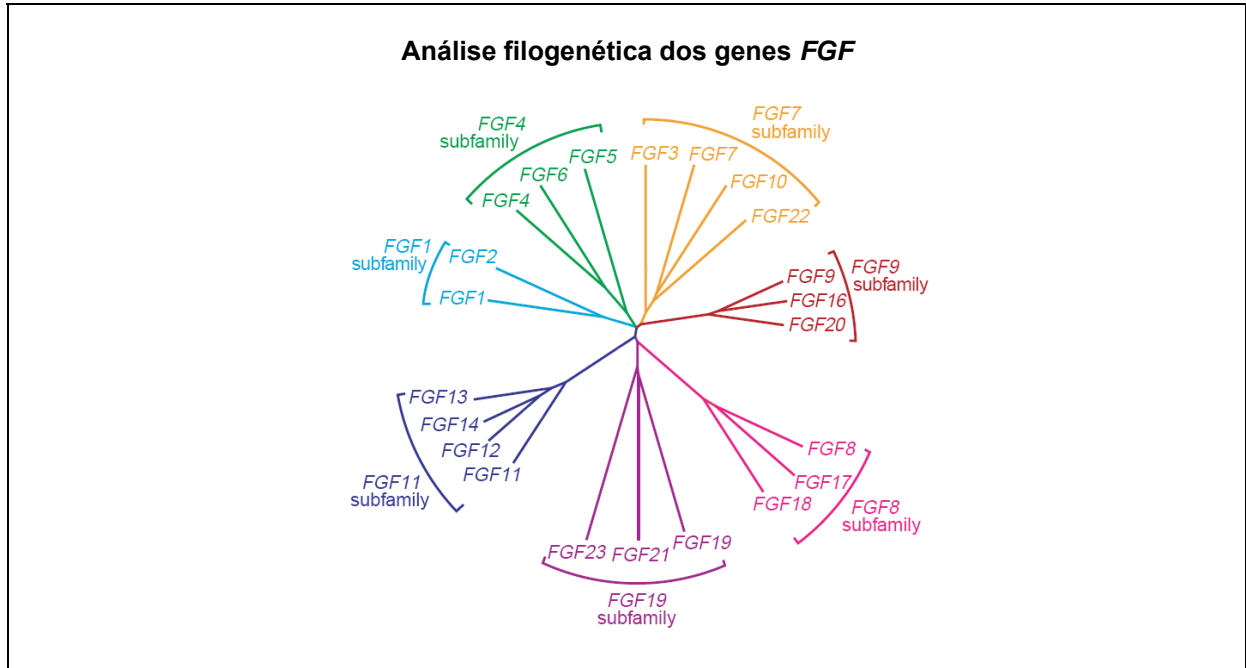 Análise filogenética dos genes FGF
FGF4
subfamily
FGF4
FGF6
FGF5
FGF7
subfamily
FGF3
FGF7
FGF10
FGF22
FGF1
subfamily
FGF2
FGF1
FGF9
subfamily
FGF9
FGF16
FGF20
FGF11
subfamily
FGF13
FGF14
FGF12
FGF11
FGF19
subfamily
FGF23
FGF21
FGF19
FGF8
subfamily
FGF8
FGF17
FGF18